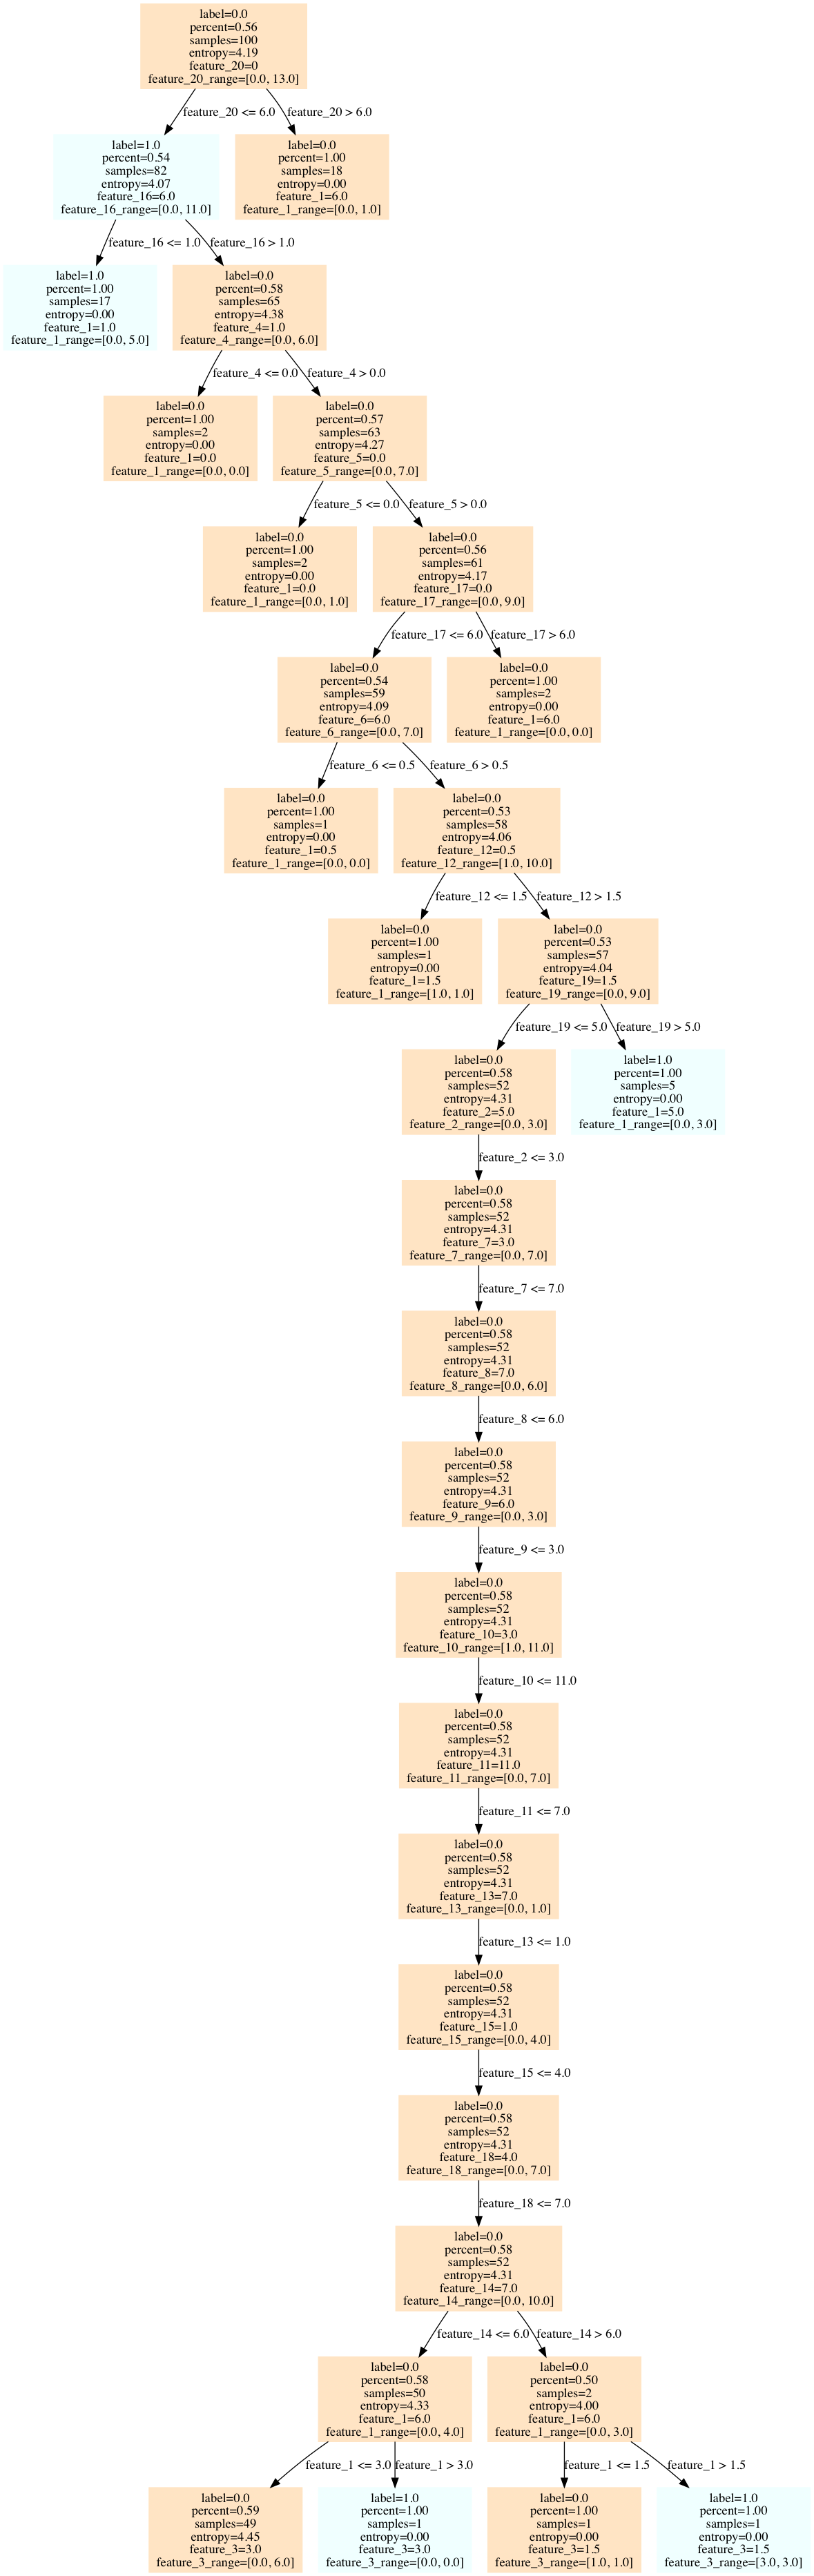 label=0.0
percent=0.56
samples=100
entropy=4.19
feature_20=0
feature_20_range=[0.0, 13.0]
feature_20 <= 6.0
feature_20 > 6.0
label=1.0
percent=0.54
samples=82
entropy=4.07
feature_16=6.0
feature_16_range=[0.0, 11.0]
label=0.0
percent=1.00
samples=18
entropy=0.00
feature_1=6.0
feature_1_range=[0.0, 1.0]
feature_16 <= 1.0
feature_16 > 1.0
label=1.0
percent=1.00
samples=17
entropy=0.00
feature_1=1.0
feature_1_range=[0.0, 5.0]
label=0.0
percent=0.58
samples=65
entropy=4.38
feature_4=1.0
feature_4_range=[0.0, 6.0]
feature_4 <= 0.0
feature_4 > 0.0
label=0.0
percent=1.00
samples=2
entropy=0.00
feature_1=0.0
feature_1_range=[0.0, 0.0]
label=0.0
percent=0.57
samples=63
entropy=4.27
feature_5=0.0
feature_5_range=[0.0, 7.0]
feature_5 <= 0.0
feature_5 > 0.0
label=0.0
percent=1.00
samples=2
entropy=0.00
feature_1=0.0
feature_1_range=[0.0, 1.0]
label=0.0
percent=0.56
samples=61
entropy=4.17
feature_17=0.0
feature_17_range=[0.0, 9.0]
feature_17 <= 6.0
feature_17 > 6.0
label=0.0
percent=0.54
samples=59
entropy=4.09
feature_6=6.0
feature_6_range=[0.0, 7.0]
label=0.0
percent=1.00
samples=2
entropy=0.00
feature_1=6.0
feature_1_range=[0.0, 0.0]
feature_6 <= 0.5
feature_6 > 0.5
label=0.0
percent=1.00
samples=1
entropy=0.00
feature_1=0.5
feature_1_range=[0.0, 0.0]
label=0.0
percent=0.53
samples=58
entropy=4.06
feature_12=0.5
feature_12_range=[1.0, 10.0]
feature_12 <= 1.5
feature_12 > 1.5
label=0.0
percent=1.00
samples=1
entropy=0.00
feature_1=1.5
feature_1_range=[1.0, 1.0]
label=0.0
percent=0.53
samples=57
entropy=4.04
feature_19=1.5
feature_19_range=[0.0, 9.0]
feature_19 <= 5.0
feature_19 > 5.0
label=0.0
percent=0.58
samples=52
entropy=4.31
feature_2=5.0
feature_2_range=[0.0, 3.0]
label=1.0
percent=1.00
samples=5
entropy=0.00
feature_1=5.0
feature_1_range=[0.0, 3.0]
feature_2 <= 3.0
label=0.0
percent=0.58
samples=52
entropy=4.31
feature_7=3.0
feature_7_range=[0.0, 7.0]
feature_7 <= 7.0
label=0.0
percent=0.58
samples=52
entropy=4.31
feature_8=7.0
feature_8_range=[0.0, 6.0]
feature_8 <= 6.0
label=0.0
percent=0.58
samples=52
entropy=4.31
feature_9=6.0
feature_9_range=[0.0, 3.0]
feature_9 <= 3.0
label=0.0
percent=0.58
samples=52
entropy=4.31
feature_10=3.0
feature_10_range=[1.0, 11.0]
feature_10 <= 11.0
label=0.0
percent=0.58
samples=52
entropy=4.31
feature_11=11.0
feature_11_range=[0.0, 7.0]
feature_11 <= 7.0
label=0.0
percent=0.58
samples=52
entropy=4.31
feature_13=7.0
feature_13_range=[0.0, 1.0]
feature_13 <= 1.0
label=0.0
percent=0.58
samples=52
entropy=4.31
feature_15=1.0
feature_15_range=[0.0, 4.0]
feature_15 <= 4.0
label=0.0
percent=0.58
samples=52
entropy=4.31
feature_18=4.0
feature_18_range=[0.0, 7.0]
feature_18 <= 7.0
label=0.0
percent=0.58
samples=52
entropy=4.31
feature_14=7.0
feature_14_range=[0.0, 10.0]
feature_14 <= 6.0
feature_14 > 6.0
label=0.0
percent=0.58
samples=50
entropy=4.33
feature_1=6.0
feature_1_range=[0.0, 4.0]
label=0.0
percent=0.50
samples=2
entropy=4.00
feature_1=6.0
feature_1_range=[0.0, 3.0]
feature_1 <= 3.0
feature_1 > 3.0
feature_1 <= 1.5
feature_1 > 1.5
label=0.0
percent=0.59
samples=49
entropy=4.45
feature_3=3.0
feature_3_range=[0.0, 6.0]
label=1.0
percent=1.00
samples=1
entropy=0.00
feature_3=3.0
feature_3_range=[0.0, 0.0]
label=0.0
percent=1.00
samples=1
entropy=0.00
feature_3=1.5
feature_3_range=[1.0, 1.0]
label=1.0
percent=1.00
samples=1
entropy=0.00
feature_3=1.5
feature_3_range=[3.0, 3.0]